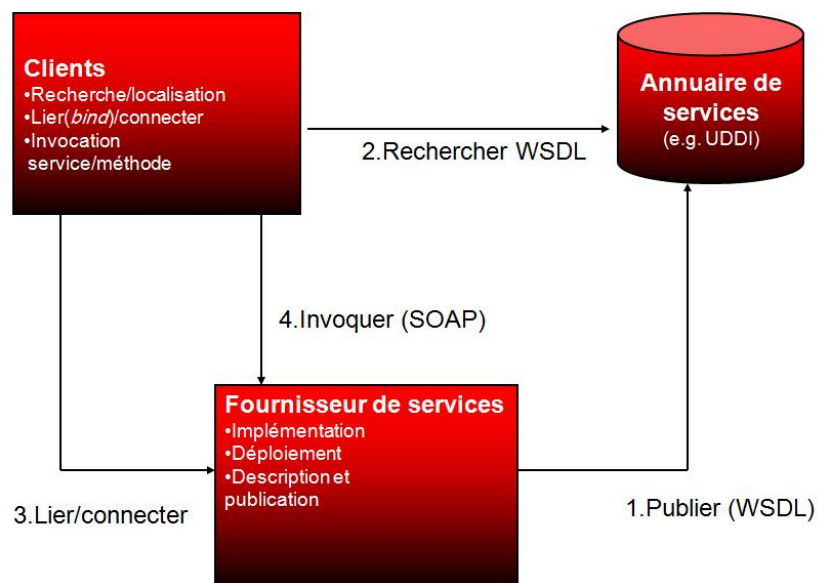 Clients
•Recherche/localisation
•Lier(bind)/connecter
•Invocation
service/méthode
Annuaire de
services
(e.g. UDDI)
2.Rechercher WSDL
4.Invoquer (SOAP)
Fournisseur de services
•Implémentation
•Déploiement
•Description et
publication
3.Lier/connecter
1.Publier (WSDL)